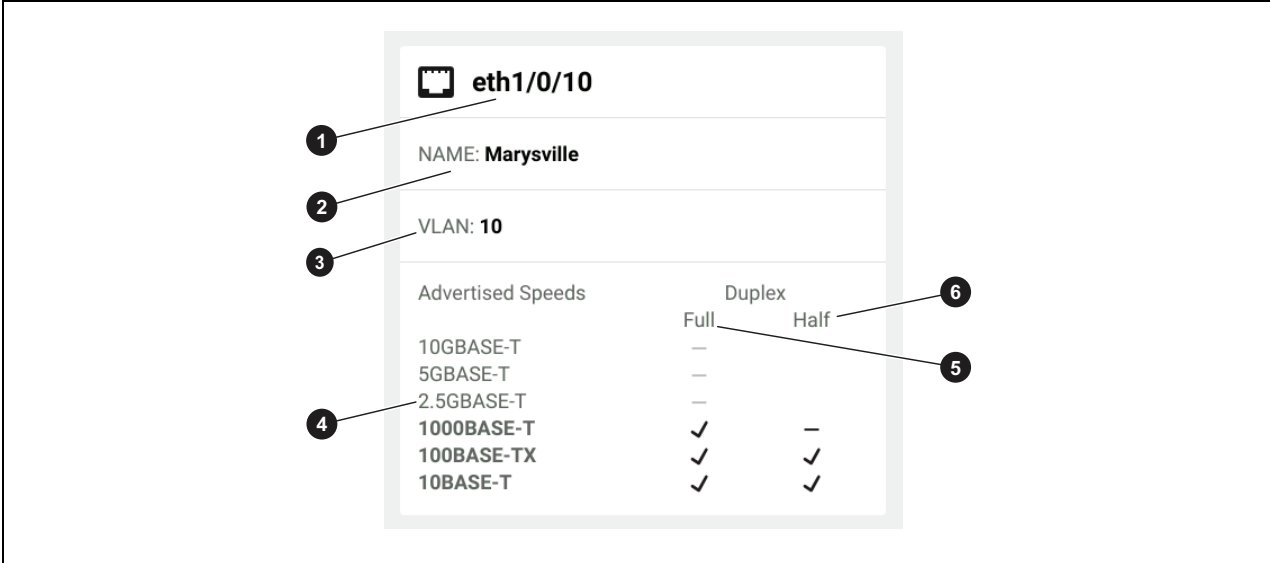 eth1/0/10
1
NAME: Marysville
2
VLAN: 10
3
Advertised Speeds Duplex
6
Full Half
10GBASE-T –
5
5GBASE-T –
2.5GBASE-T –
4
1000BASE-T ✓ –
100BASE-TX ✓ ✓
10BASE-T ✓ ✓